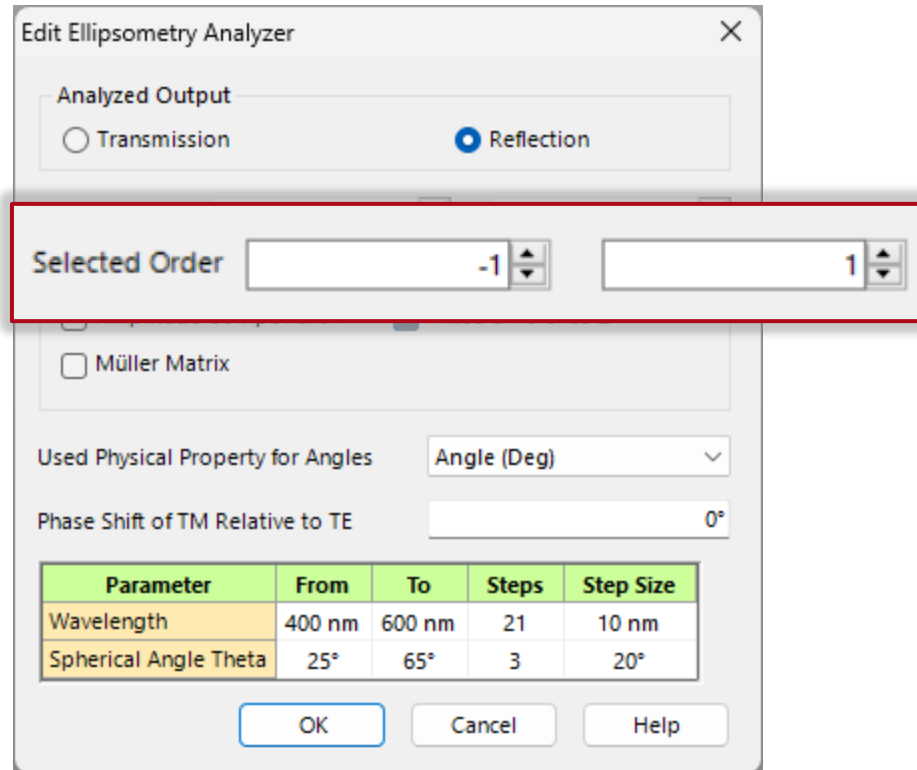 Edit Ellipsometry Analyzer
Analyzed Output
Transmission Reflection
Selected Order -1 1
Müller Matrix
Used Physical Property for Angles Angle (Deg)
Phase Shift of TM Relative to TE 0°
Parameter From To Steps Step Size
Wavelength 400 nm 600 nm 21 10 nm
Spherical Angle Theta 25° 65° 3 20°
OK Cancel Help